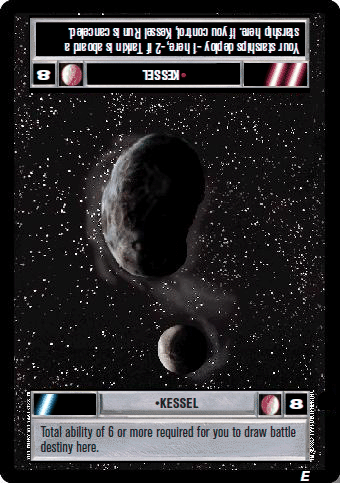 Your starships deploy -1 here, -2 if Tarkin is aboard a
starship here. If you control, Kessel Run is canceled.
•KESSEL
8
•KESSEL
8
Total ability of 6 or more required for you to draw battle
destiny here.
E